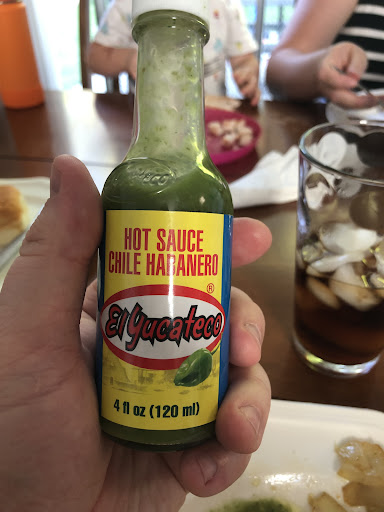 HOT SAUCE
CHILE HABANERO
®
El Yucateco
4 fl oz (120 ml)